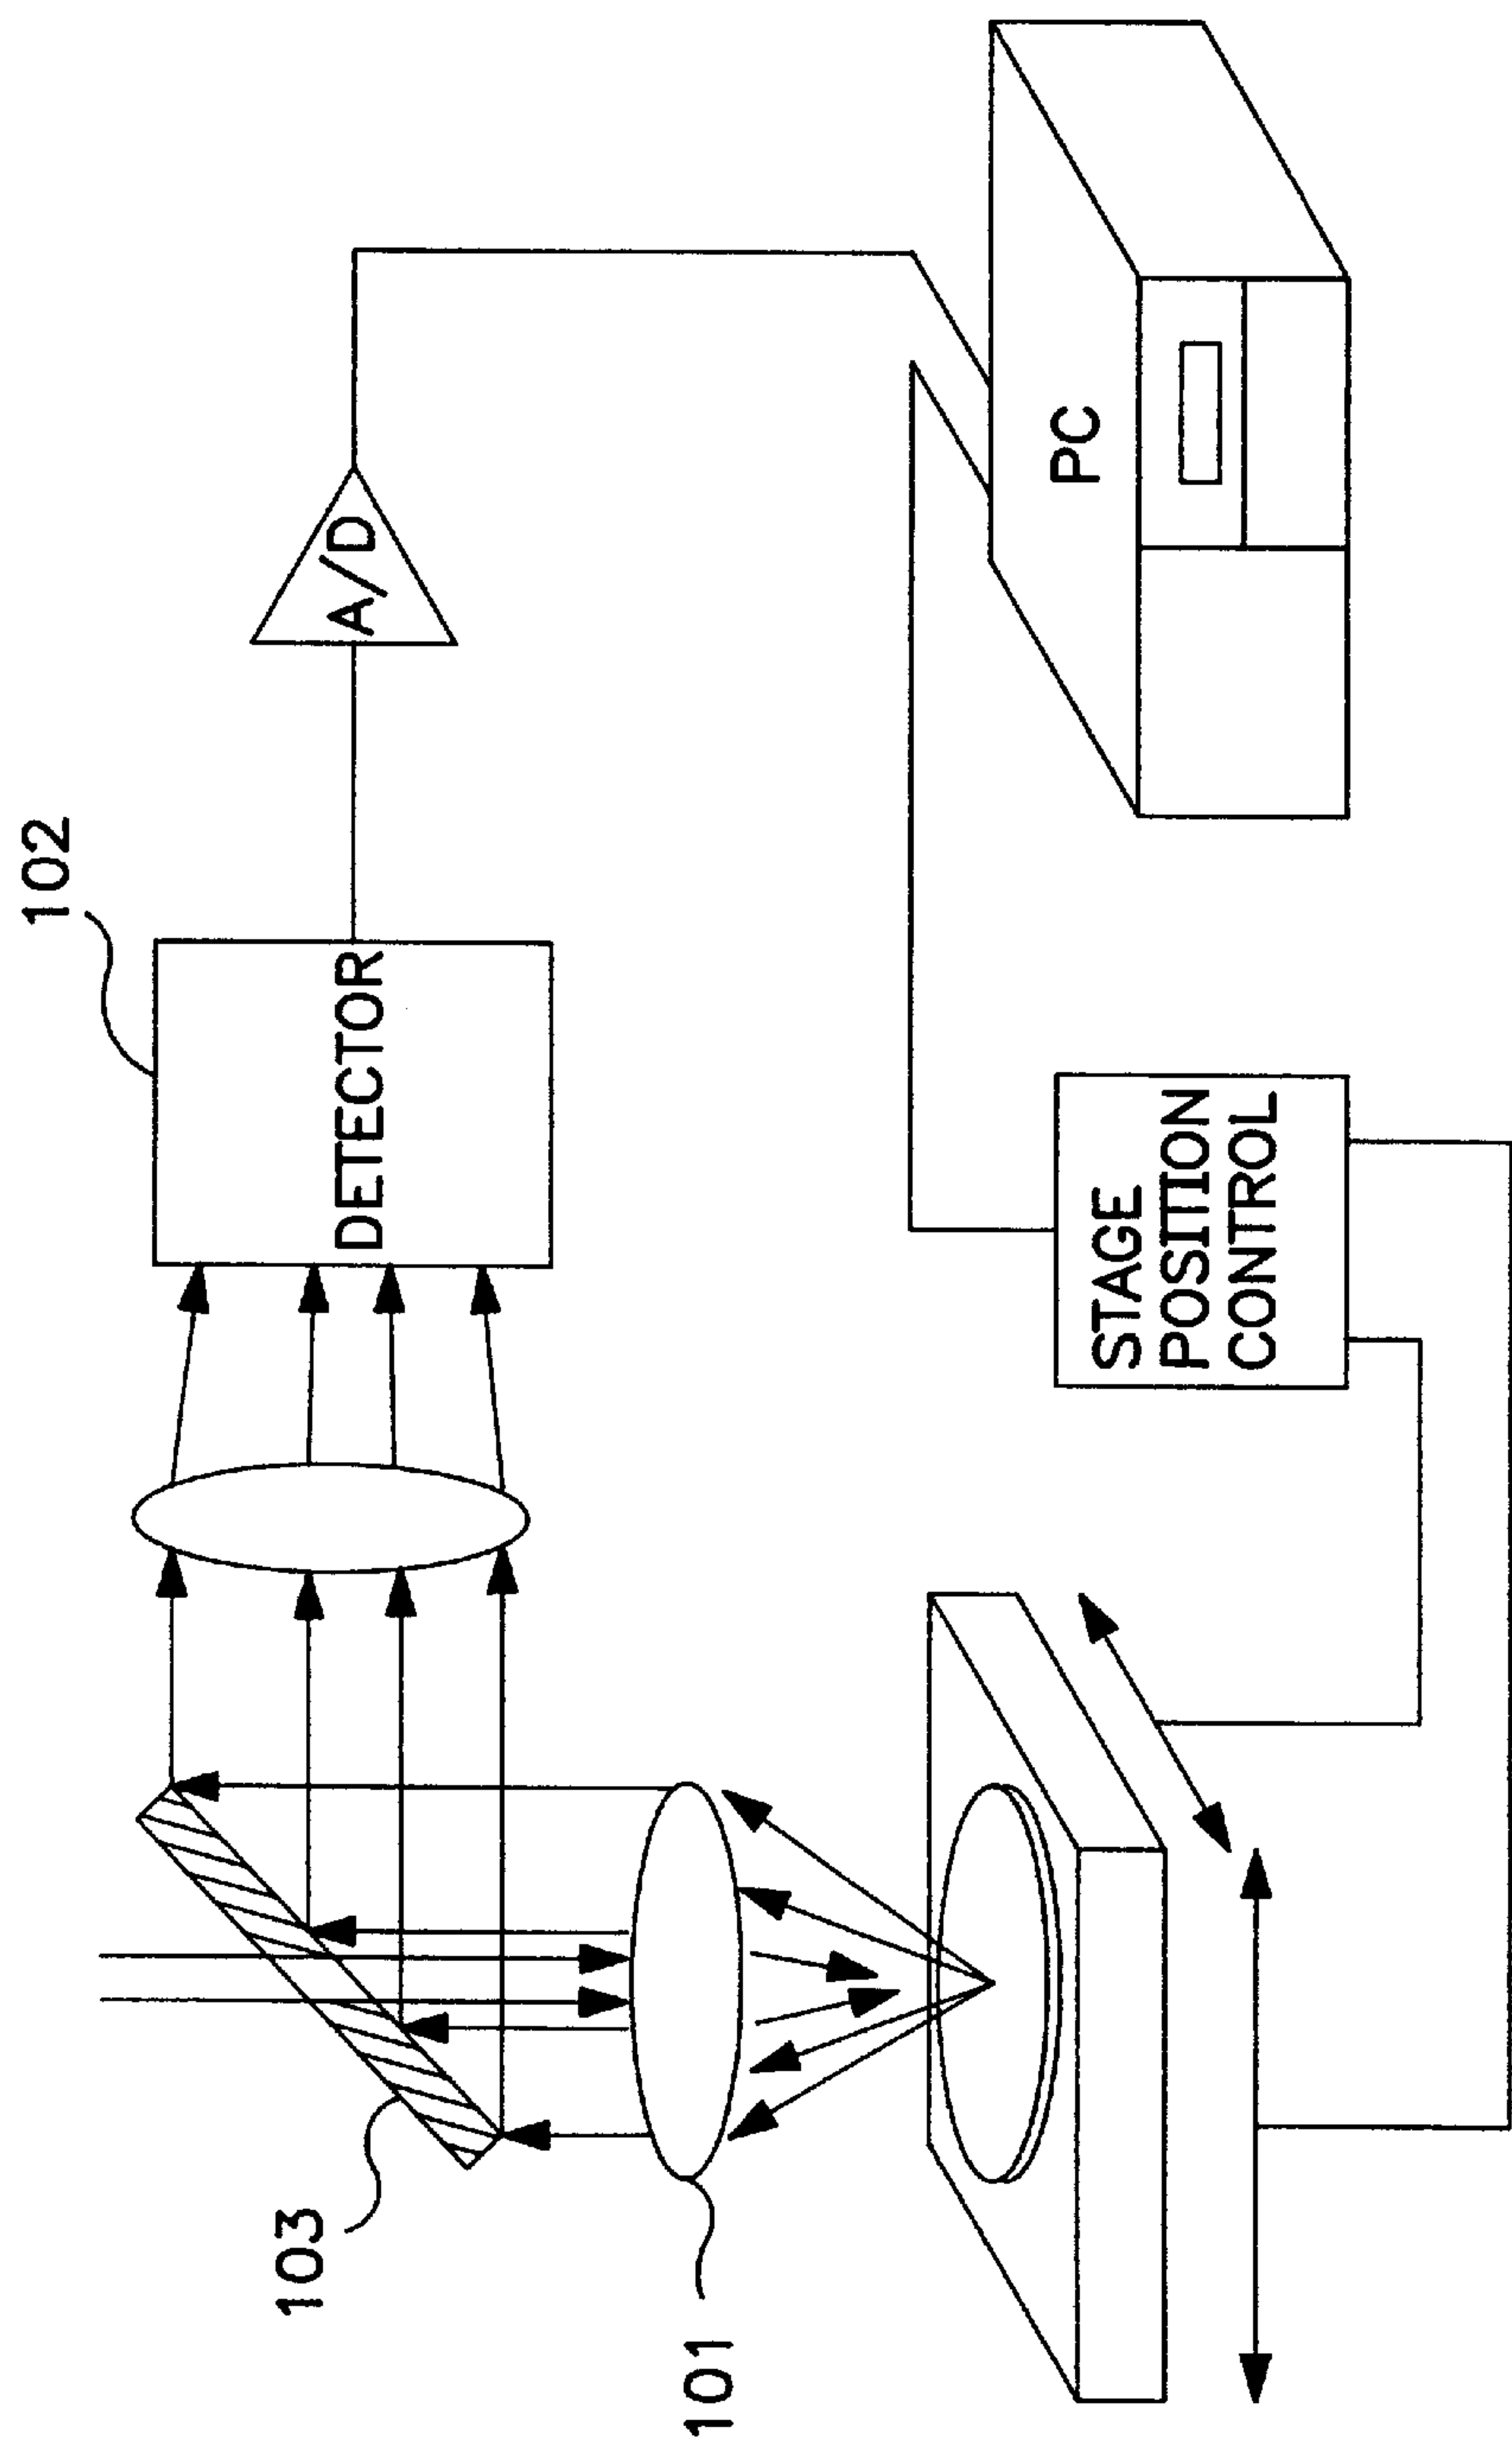 102
103
DETECTOR
A/D
101
PC
STAGE
POSITION
CONTROL